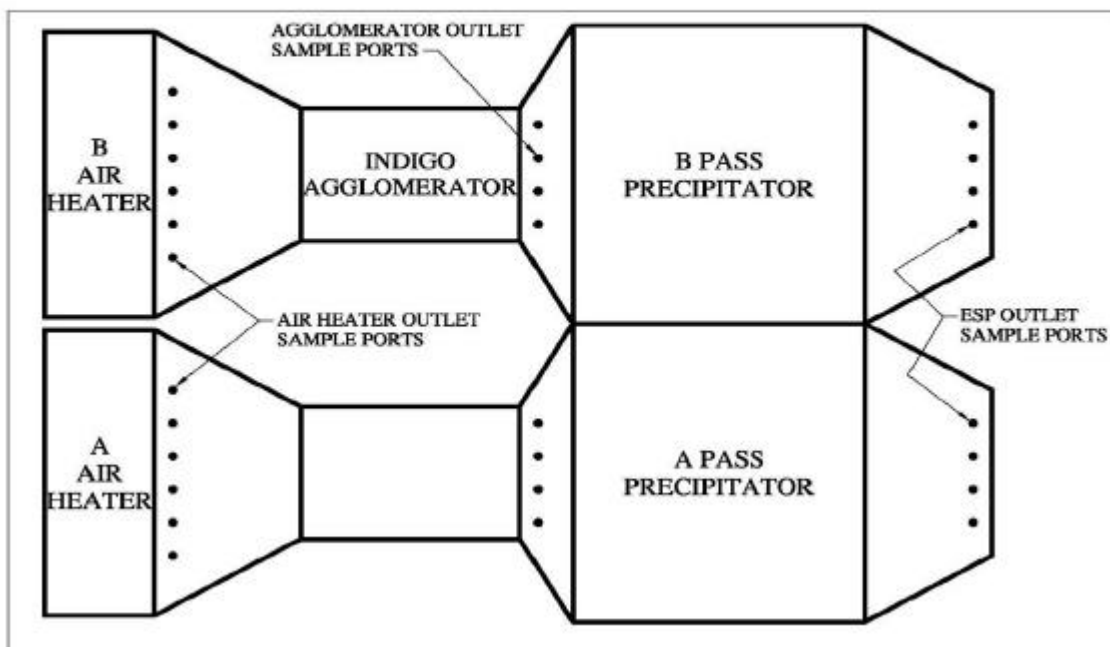 AGGLOMERATOR OUTLET
SAMPLE PORTS
B
AIR
HEATER
INDIGO
AGGLOMERATOR
B PASS
PRECIPITATOR
AIR HEATER OUTLET
SAMPLE PORTS
ESP OUTLET
SAMPLE PORTS
A
AIR
HEATER
A PASS
PRECIPITATOR